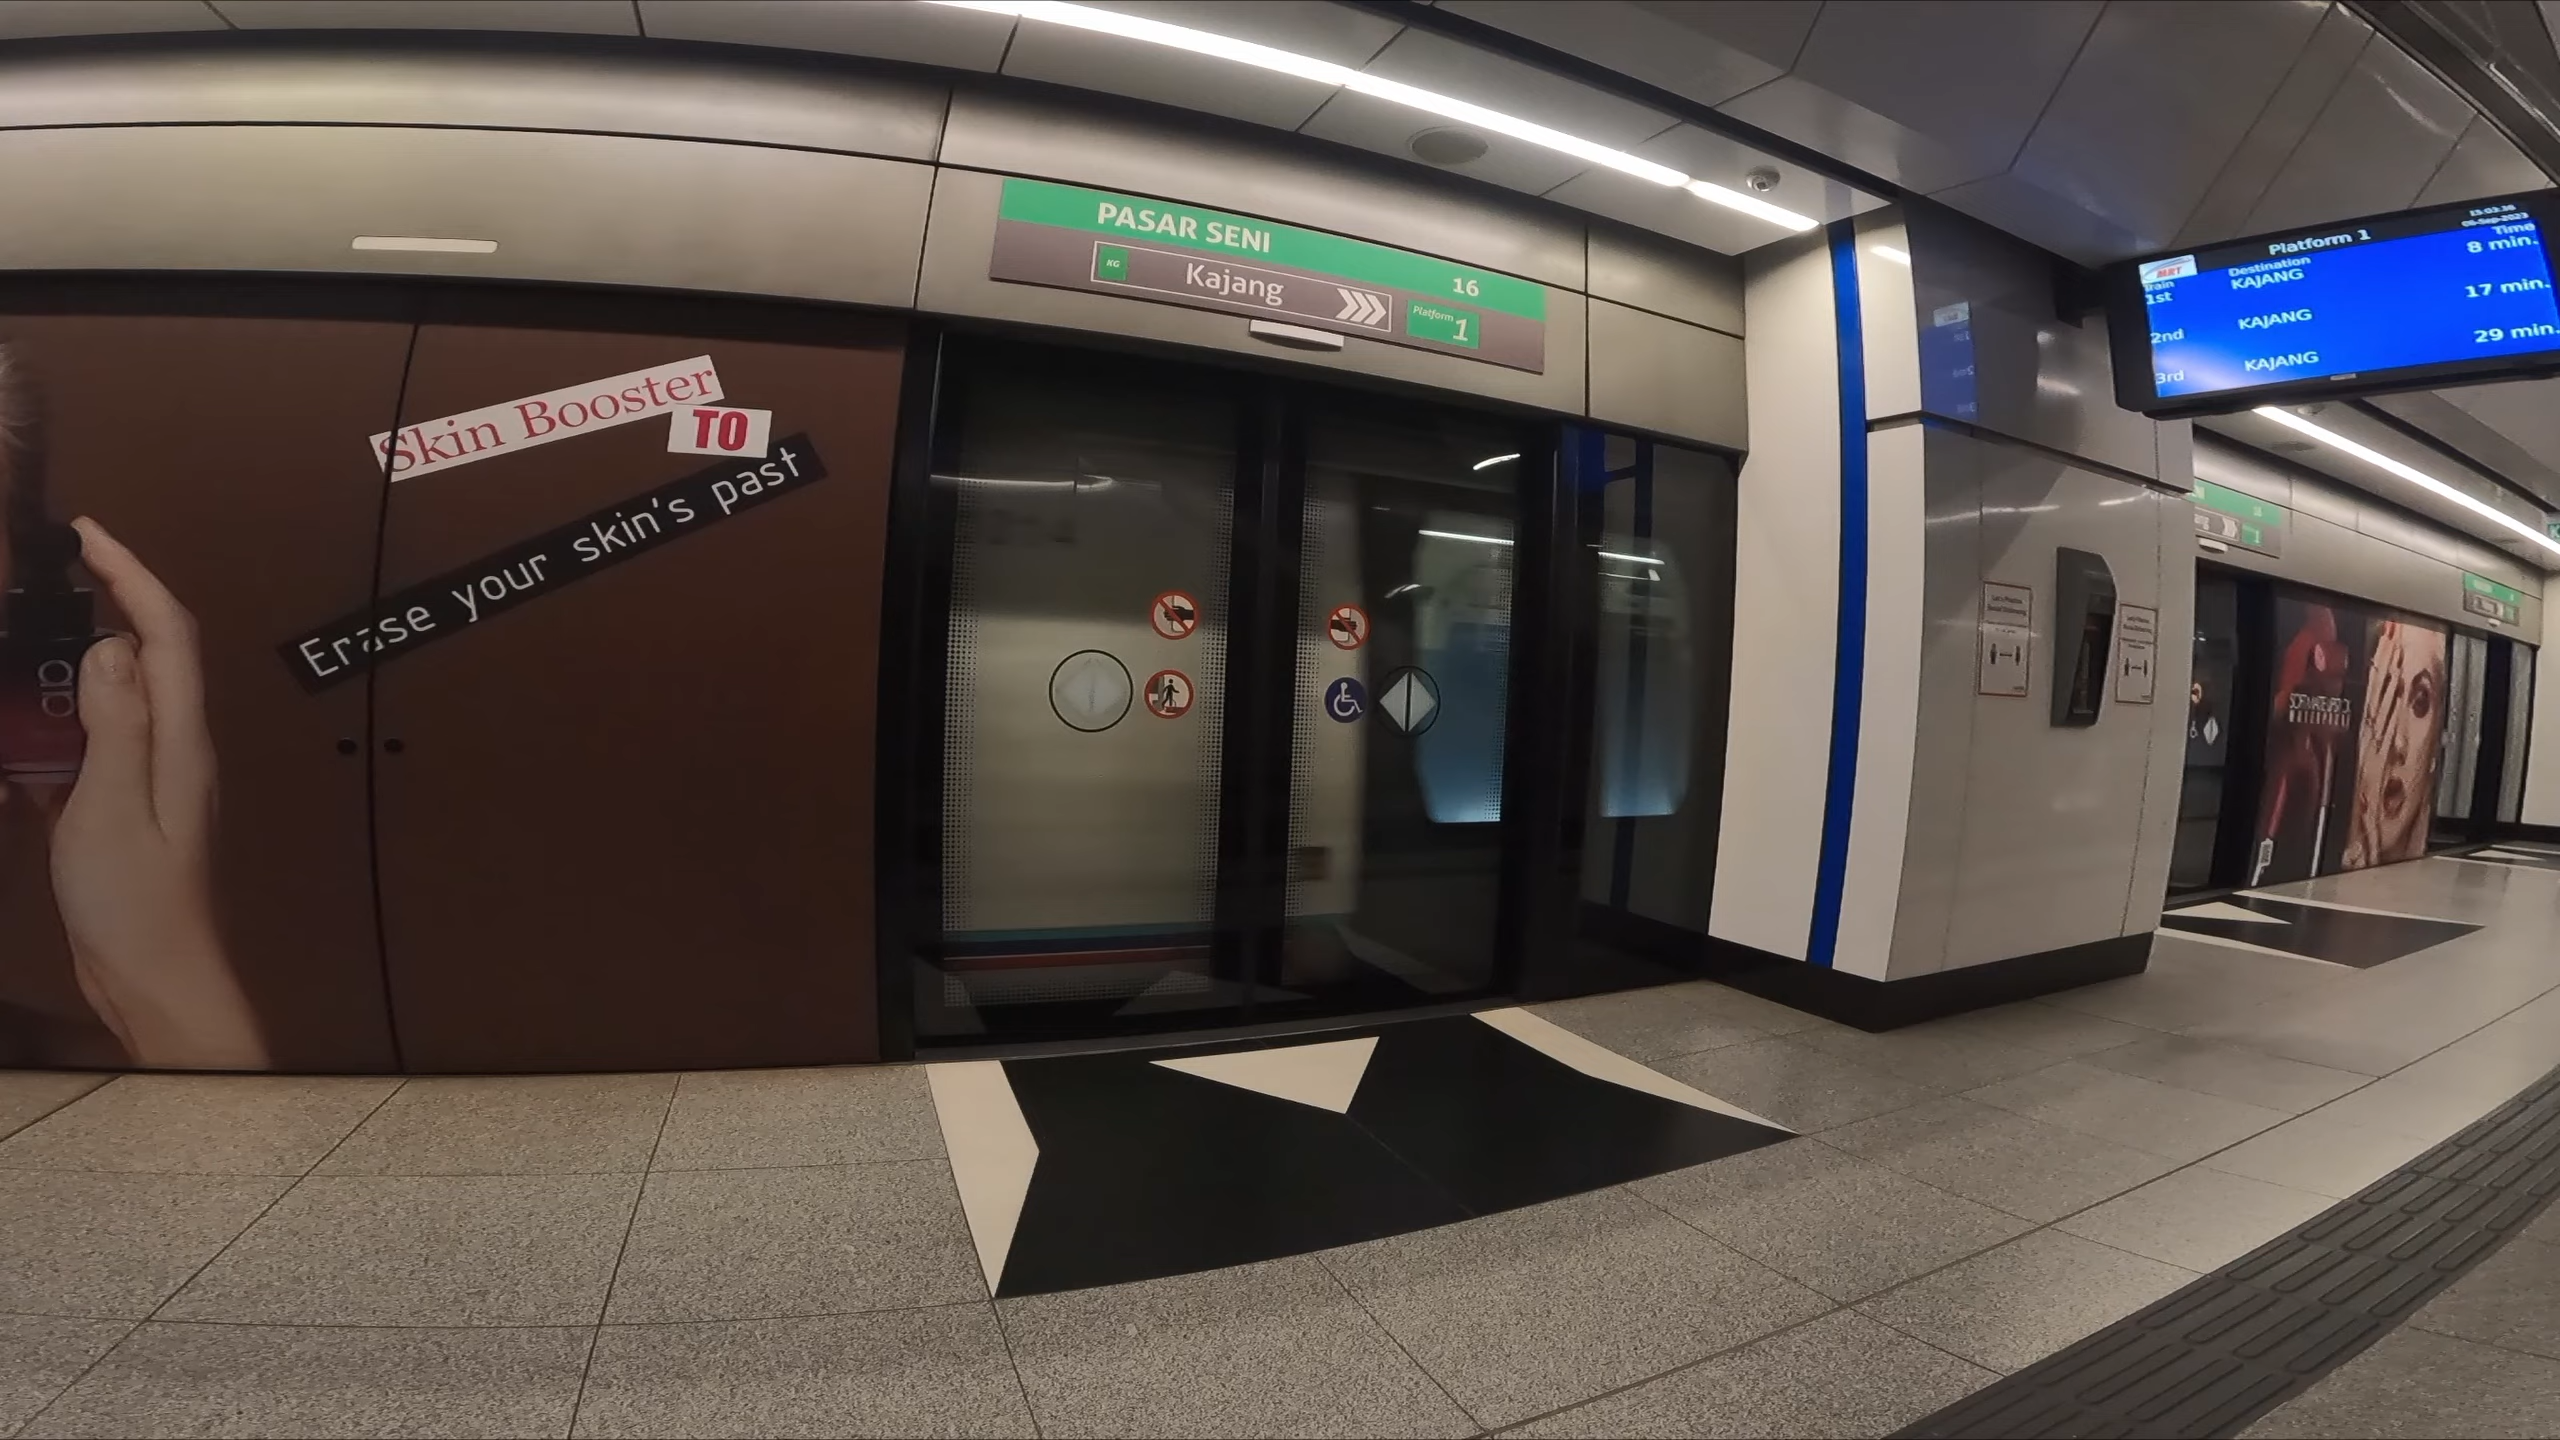 PASAR SENI
16
KG
Kajang
Platform 1
Skin Booster
TO
Erase your skin's past
Platform 1
MRT
Train
Destination
Time
1st
KAJANG
8 min.
2nd
KAJANG
17 min.
3rd
KAJANG
29 min.